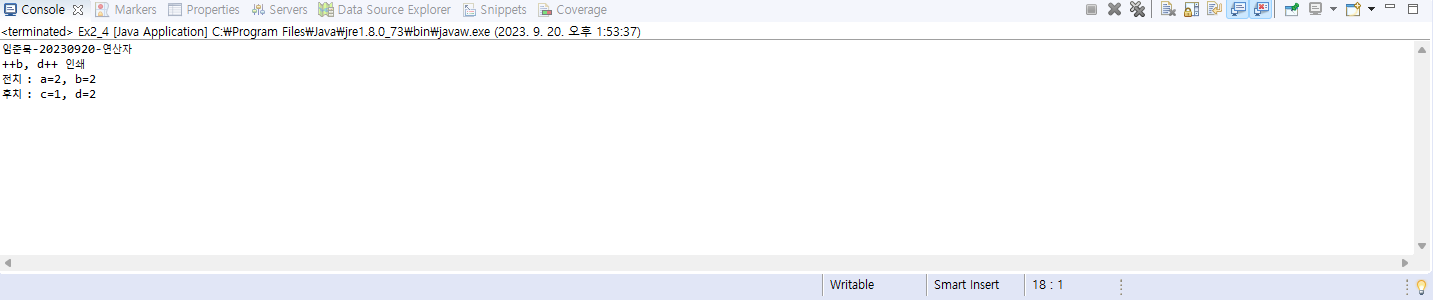 Console Markers Properties Servers Data Source Explorer Snippets Coverage
<terminated> Ex2_4 [Java Application] C:₩Program Files₩Java₩jre1.8.0_73₩bin₩javaw.exe (2023. 9. 20. 오후 1:53:37)
임준묵-20230920-연산자
++b, d++ 인쇄
전치 : a=2, b=2
후치 : c=1, d=2
Writable Smart Insert 18 : 1